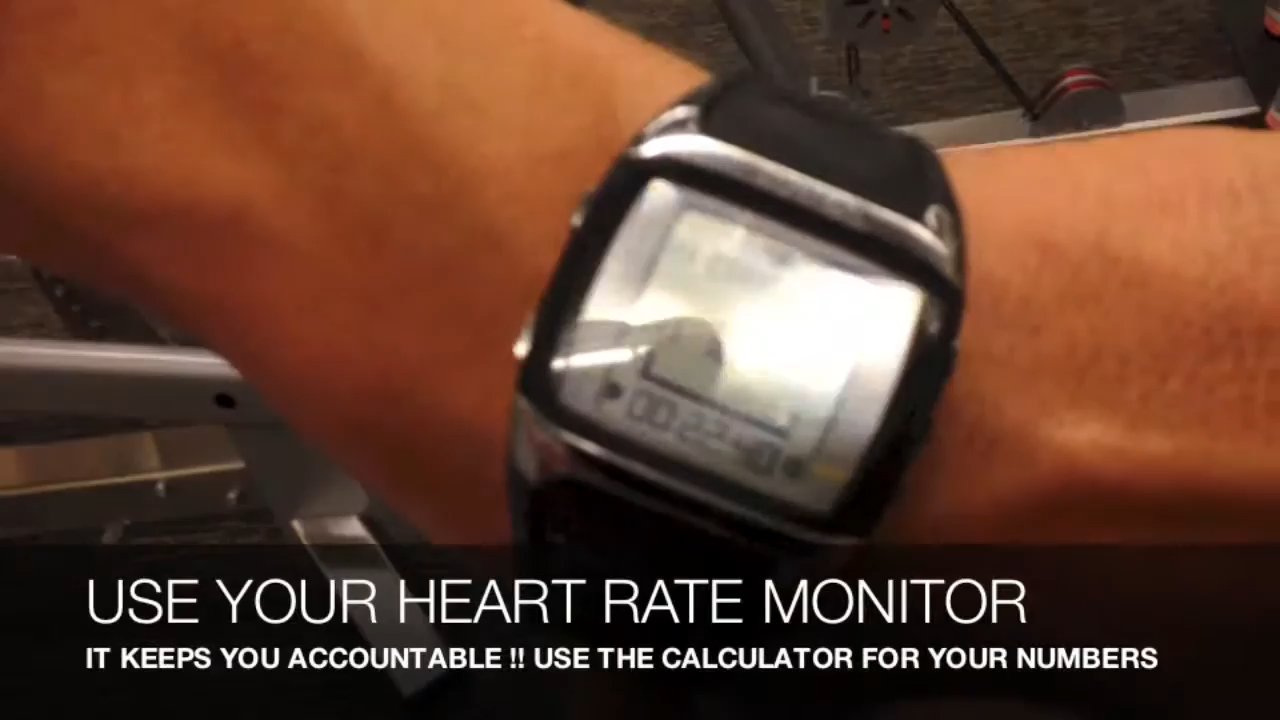 USE YOUR HEART RATE MONITOR
IT KEEPS YOU ACCOUNTABLE !! USE THE CALCULATOR FOR YOUR NUMBERS